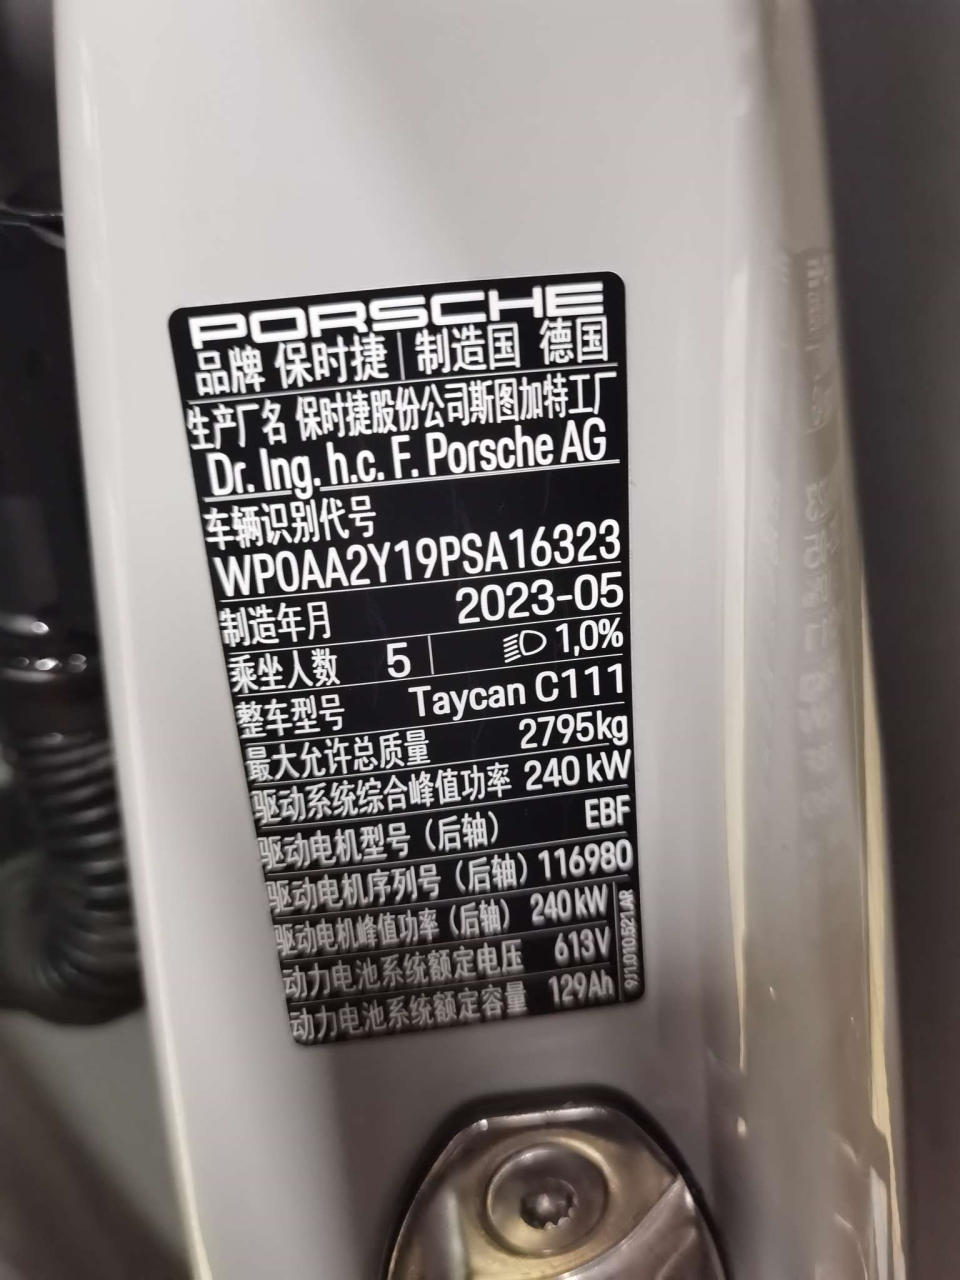 PORSCHE
品牌 保时捷 制造国 德国
生产厂名 保时捷股份公司斯图加特工厂
Dr. Ing. h.c. F. Porsche AG
车辆识别代号
WP0AA2Y19PSA16323
制造年月 2023-05
乘坐人数 5 1,0%
整车型号 Taycan C111
最大允许总质量 2795kg
驱动系统综合峰值功率 240 kW
驱动电机型号（后轴） EBF
驱动电机序列号（后轴）116980
驱动电机峰值功率（后轴） 240 kW
动力电池系统额定电压 613V
动力电池系统额定容量 129Ah
9J1.010.521.AR